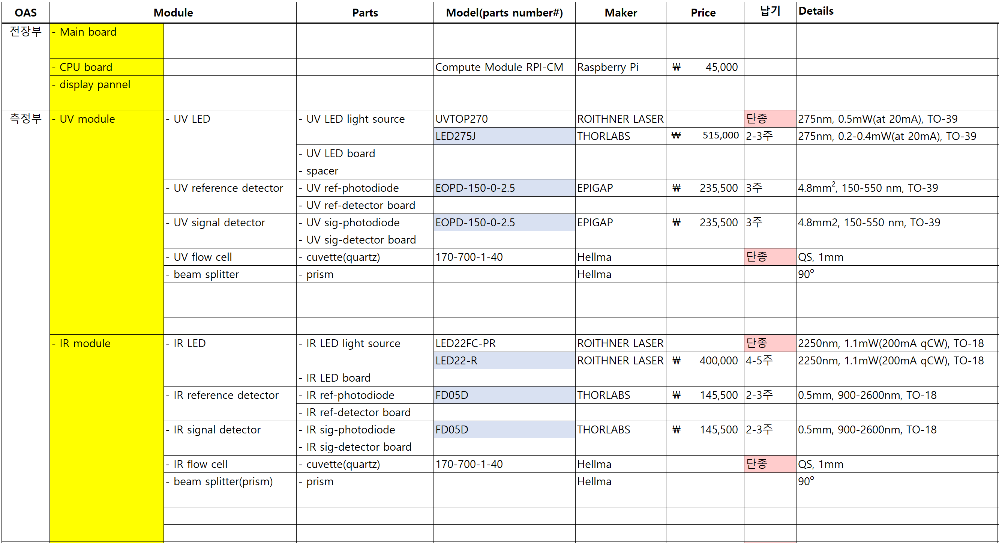 OAS Module Parts Model(parts number#) Maker Price 납기 Details
전장부 - Main board
- CPU board Compute Module RPI-CM Raspberry Pi ₩ 45,000
- display pannel
측정부 - UV module - UV LED - UV LED light source UVTOP270 ROITHNER LASER 단종 275nm, 0.5mW(at 20mA), TO-39
LED275J THORLABS ₩ 515,000 2-3주 275nm, 0.2-0.4mW(at 20mA), TO-39
- UV LED board
- spacer
- UV reference detector - UV ref-photodiode EOPD-150-0-2.5 EPIGAP ₩ 235,500 3주 4.8mm², 150-550 nm, TO-39
- UV ref-detector board
- UV signal detector - UV sig-photodiode EOPD-150-0-2.5 EPIGAP ₩ 235,500 3주 4.8mm2, 150-550 nm, TO-39
- UV sig-detector board
- UV flow cell - cuvette(quartz) 170-700-1-40 Hellma 단종 QS, 1mm
- beam splitter - prism Hellma 90º
- IR module - IR LED - IR LED light source LED22FC-PR ROITHNER LASER 단종 2250nm, 1.1mW(200mA qCW), TO-18
LED22-R ROITHNER LASER ₩ 400,000 4-5주 2250nm, 1.1mW(200mA qCW), TO-18
- IR LED board
- IR reference detector - IR ref-photodiode FD05D THORLABS ₩ 145,500 2-3주 0.5mm, 900-2600nm, TO-18
- IR ref-detector board
- IR signal detector - IR sig-photodiode FD05D THORLABS ₩ 145,500 2-3주 0.5mm, 900-2600nm, TO-18
- IR sig-detector board
- IR flow cell - cuvette(quartz) 170-700-1-40 Hellma 단종 QS, 1mm
- beam splitter(prism) - prism Hellma 90º